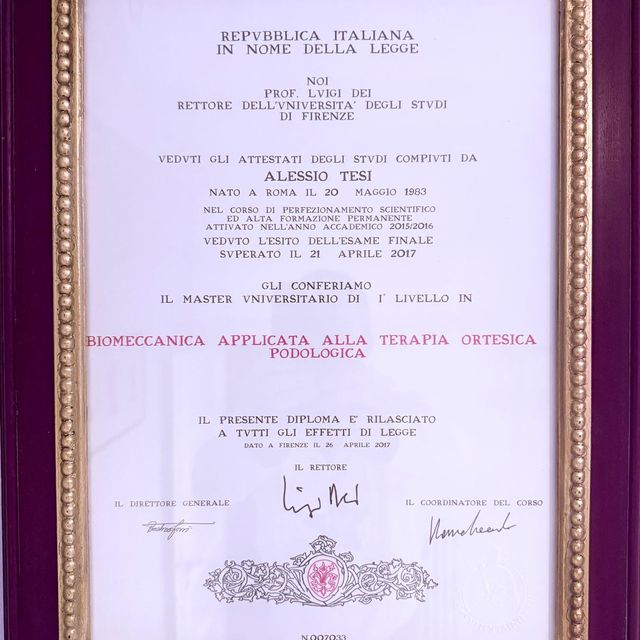 REPVBBLICA ITALIANA
IN NOME DELLA LEGGE
NOI
PROF. LVIGI DEI
RETTORE DELL'VNIVERSITA' DEGLI STVDI
DI FIRENZE
VEDVTI GLI ATTESTATI DEGLI STVDI COMPIVTI DA
ALESSIO TESI
NATO A ROMA IL 20 MAGGIO 1983
NEL CORSO DI PERFEZIONAMENTO SCIENTIFICO
ED ALTA FORMAZIONE PERMANENTE
ATTIVATO NELL'ANNO ACCADEMICO 2015/2016
VEDVTO L'ESITO DELL'ESAME FINALE
SVPERATO IL 21 APRILE 2017
GLI CONFERIAMO
IL MASTER VNIVERSITARIO DI I° LIVELLO IN
BIOMECCANICA APPLICATA ALLA TERAPIA ORTESICA
PODOLOGICA
IL PRESENTE DIPLOMA E' RILASCIATO
A TVTTI GLI EFFETTI DI LEGGE
DATO A FIRENZE IL 26 APRILE 2017
IL RETTORE
IL DIRETTORE GENERALE
IL COORDINATORE DEL CORSO
N.007033